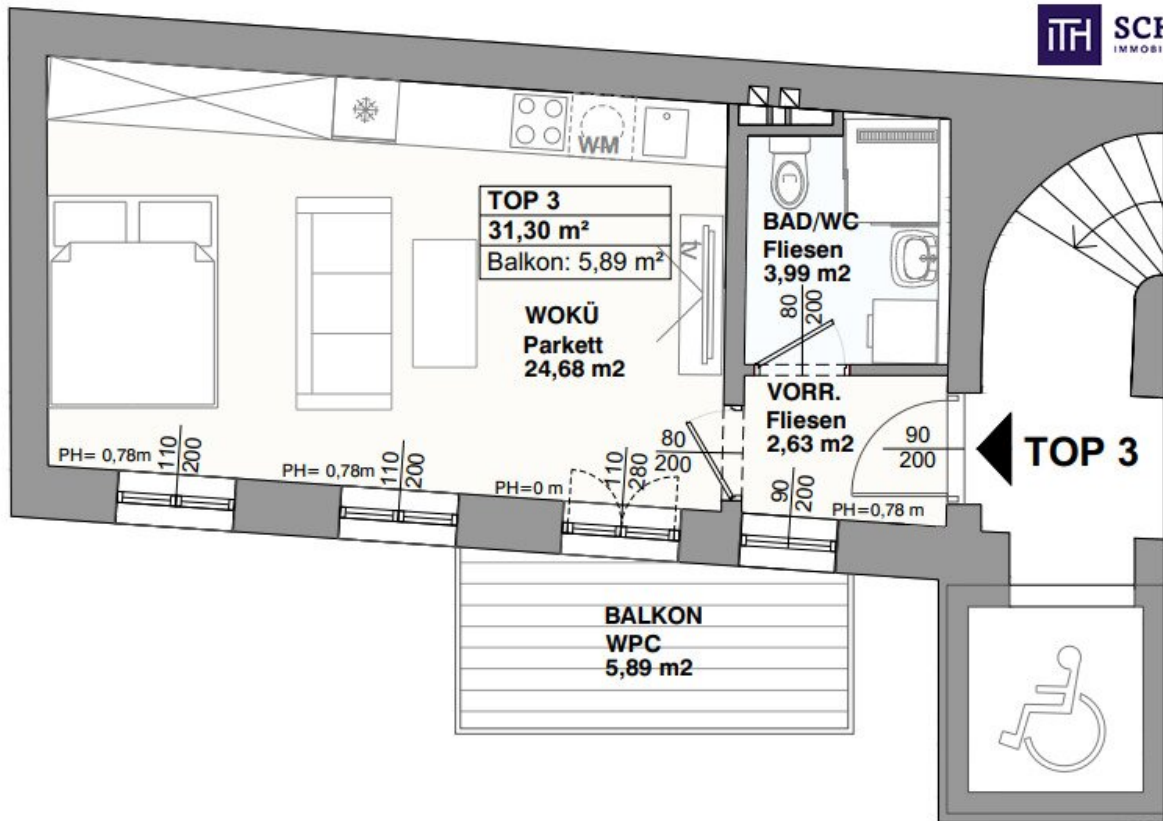 iTH SCH
IMMOBI
WM
TOP 3
31,30 m²
Balkon: 5,89 m²
TV
WOKÜ
Parkett
24,68 m2
BAD/WC
Fliesen
3,99 m2
80
200
VORR.
Fliesen
2,63 m2
90
200
TOP 3
PH= 0,78m
110
200
PH= 0,78m
110
200
PH=0 m
110
280
80
200
90
200
PH=0,78 m
BALKON
WPC
5,89 m2